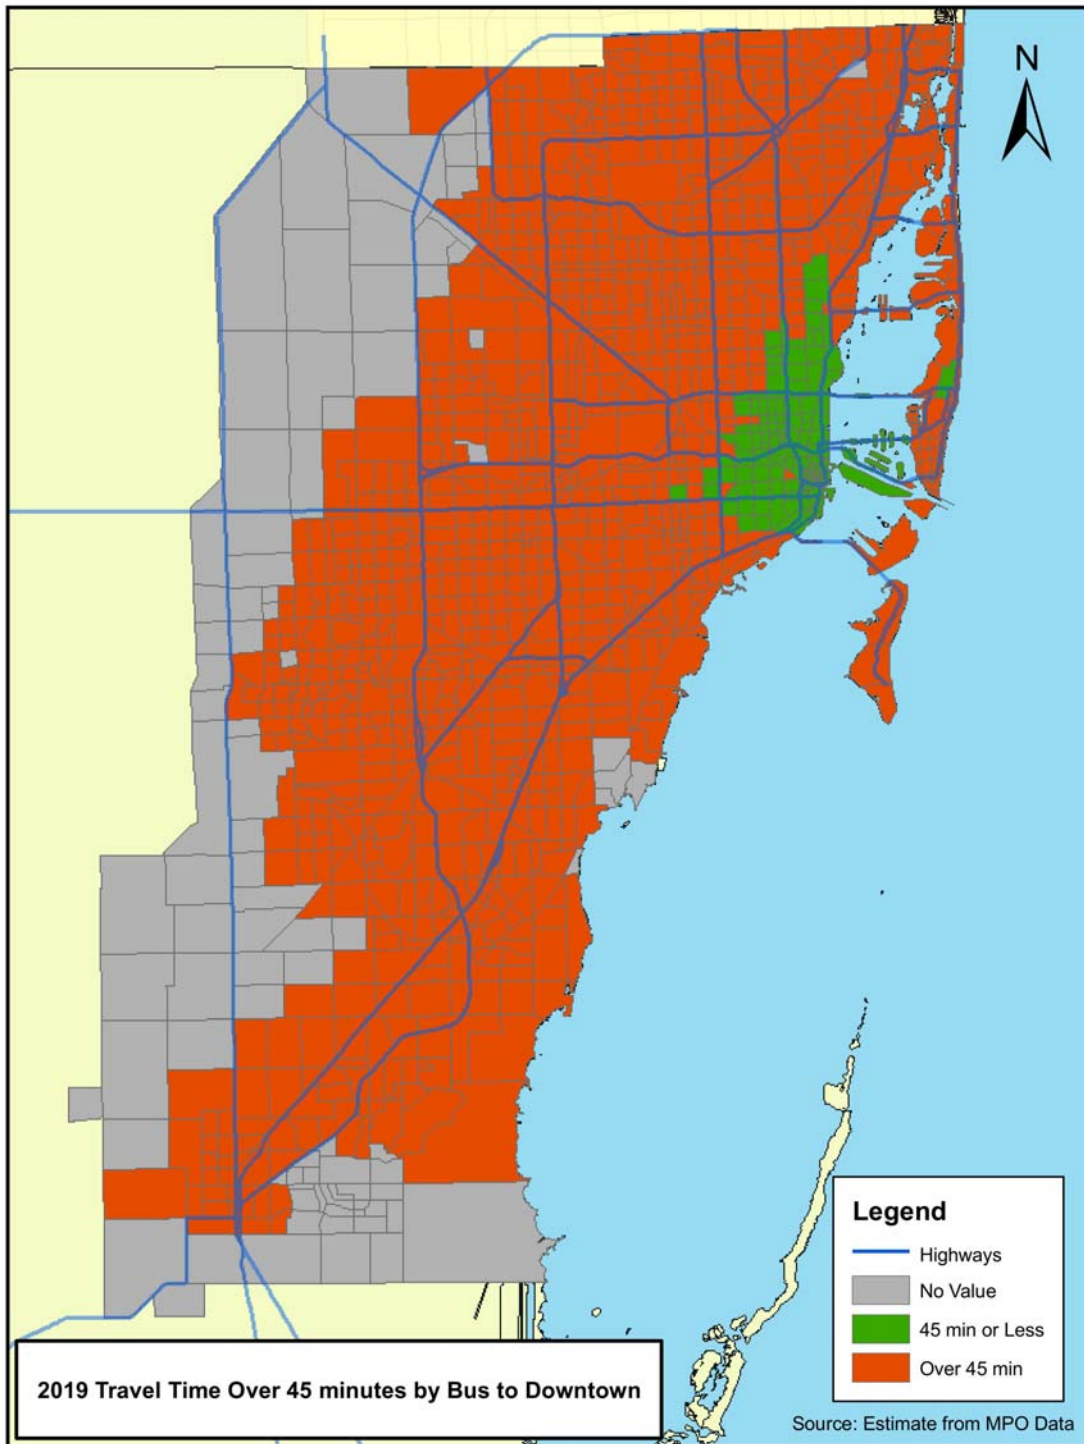 N
Legend
Highways
No Value
45 min or Less
Over 45 min
2019 Travel Time Over 45 minutes by Bus to Downtown
Source: Estimate from MPO Data